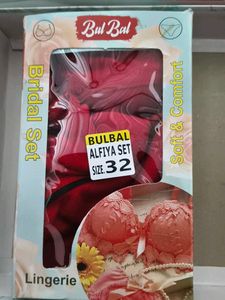 Bul Bul
Bridal Set
Soft & Comfort
BULBAL
ALFIYA SET
SIZE. 32
Lingerie